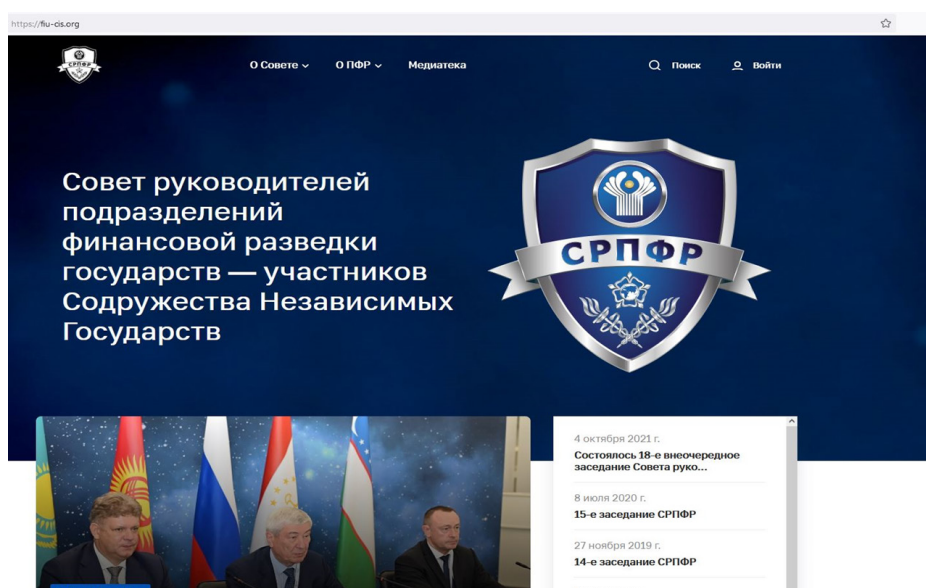 https://fiu-cis.org
СРПФР
О Совете
О ПФР
Медиатека
Поиск
Войти
Совет руководителей
подразделений
финансовой разведки
государств — участников
Содружества Независимых
Государств
СРПФР
4 октября 2021 г.
Состоялось 18-е внеочередное
заседание Совета руко...
8 июля 2020 г.
15-е заседание СРПФР
27 ноября 2019 г.
14-е заседание СРПФР